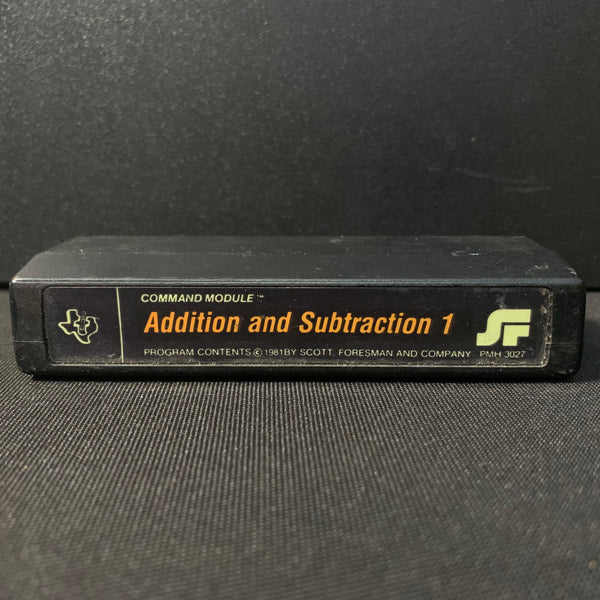 COMMAND MODULE™
Addition and Subtraction 1
SF
PROGRAM CONTENTS © 1981 BY SCOTT, FORESMAN AND COMPANY PMH 3027